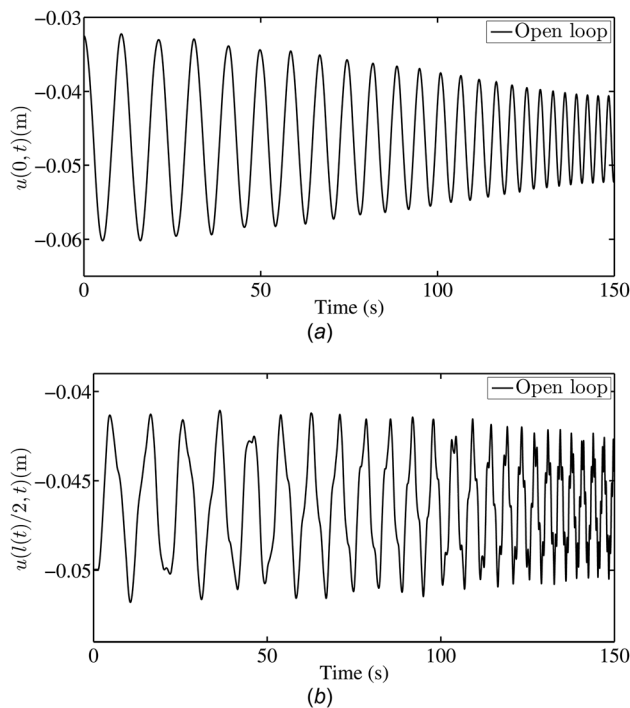 −0.03
Open loop
−0.04
u(0, t)(m)
−0.05
−0.06
0 50 100 150
Time (s)
(a)
Open loop
−0.04
u(l(t)/2, t)(m)
−0.045
−0.05
0 50 100 150
Time (s)
(b)